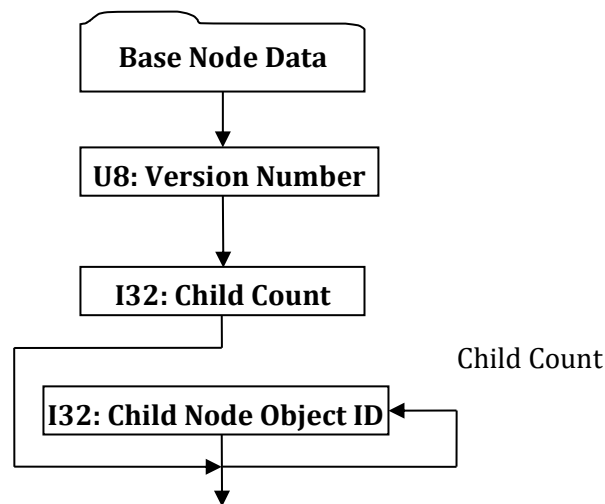 Base Node Data
U8: Version Number
I32: Child Count
Child Count
I32: Child Node Object ID